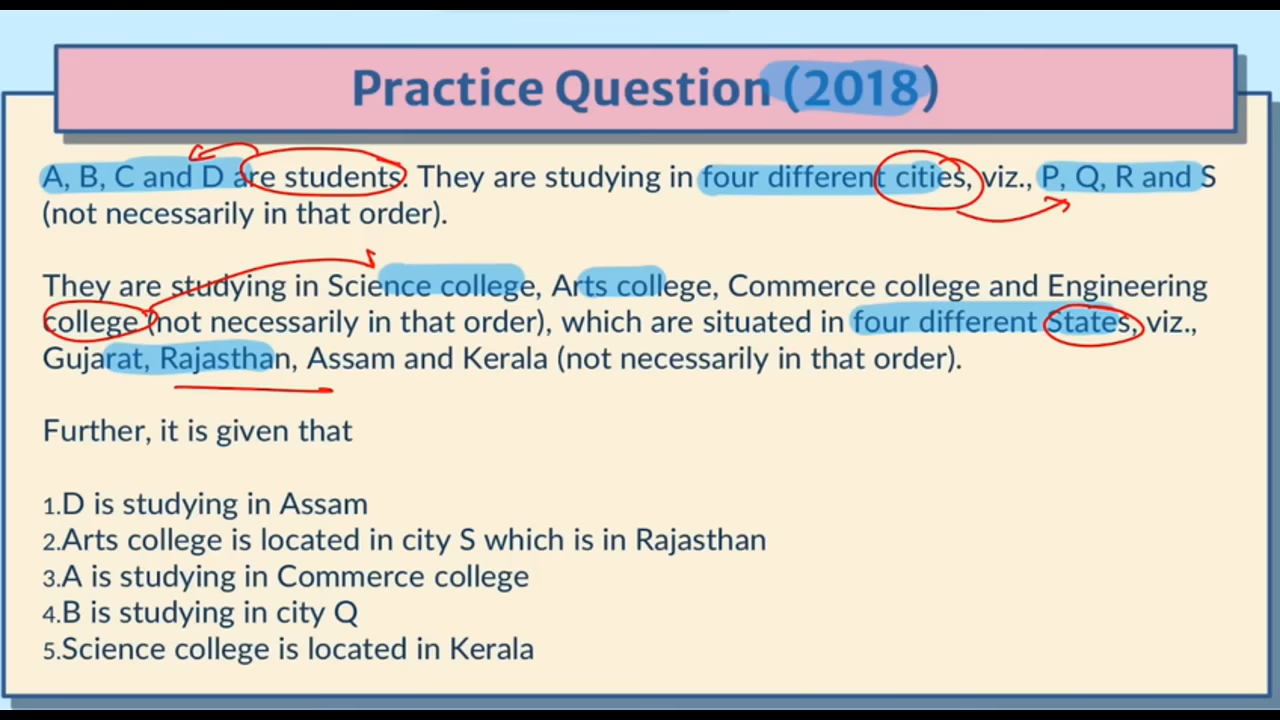 Practice Question (2018)
A, B, C and D are students. They are studying in four different cities, viz., P, Q, R and S
(not necessarily in that order).
They are studying in Science college, Arts college, Commerce college and Engineering
college (not necessarily in that order), which are situated in four different States, viz.,
Gujarat, Rajasthan, Assam and Kerala (not necessarily in that order).
Further, it is given that
1.D is studying in Assam
2.Arts college is located in city S which is in Rajasthan
3.A is studying in Commerce college
4.B is studying in city Q
5.Science college is located in Kerala